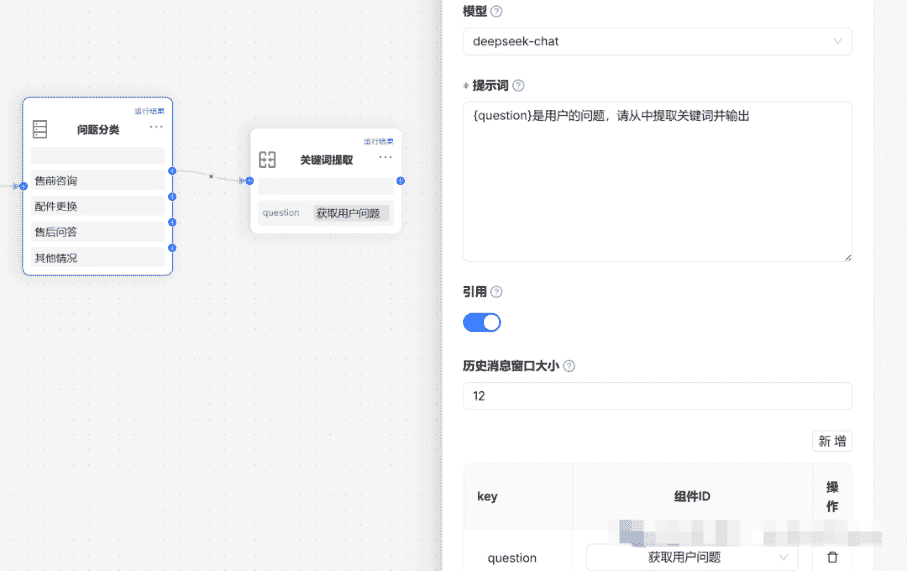 运行结果
问题分类
售前咨询
配件更换
售后问答
其他情况
运行结果
关键词提取
question 获取用户问题
模型
deepseek-chat
* 提示词
{question}是用户的问题，请从中提取关键词并输出
引用
历史消息窗口大小
12
新增
key 组件ID 操作
question 获取用户问题